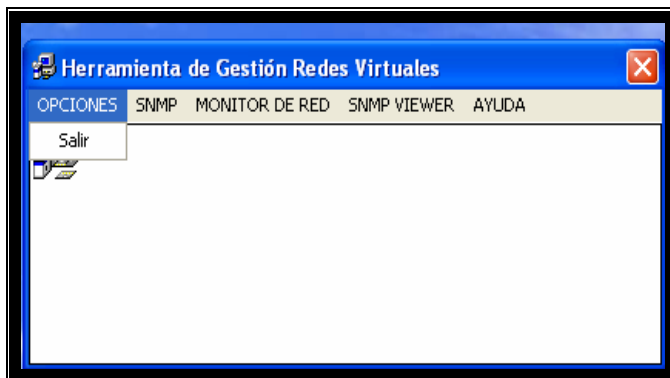 Herramienta de Gestión Redes Virtuales
OPCIONES SNMP MONITOR DE RED SNMP VIEWER AYUDA
Salir